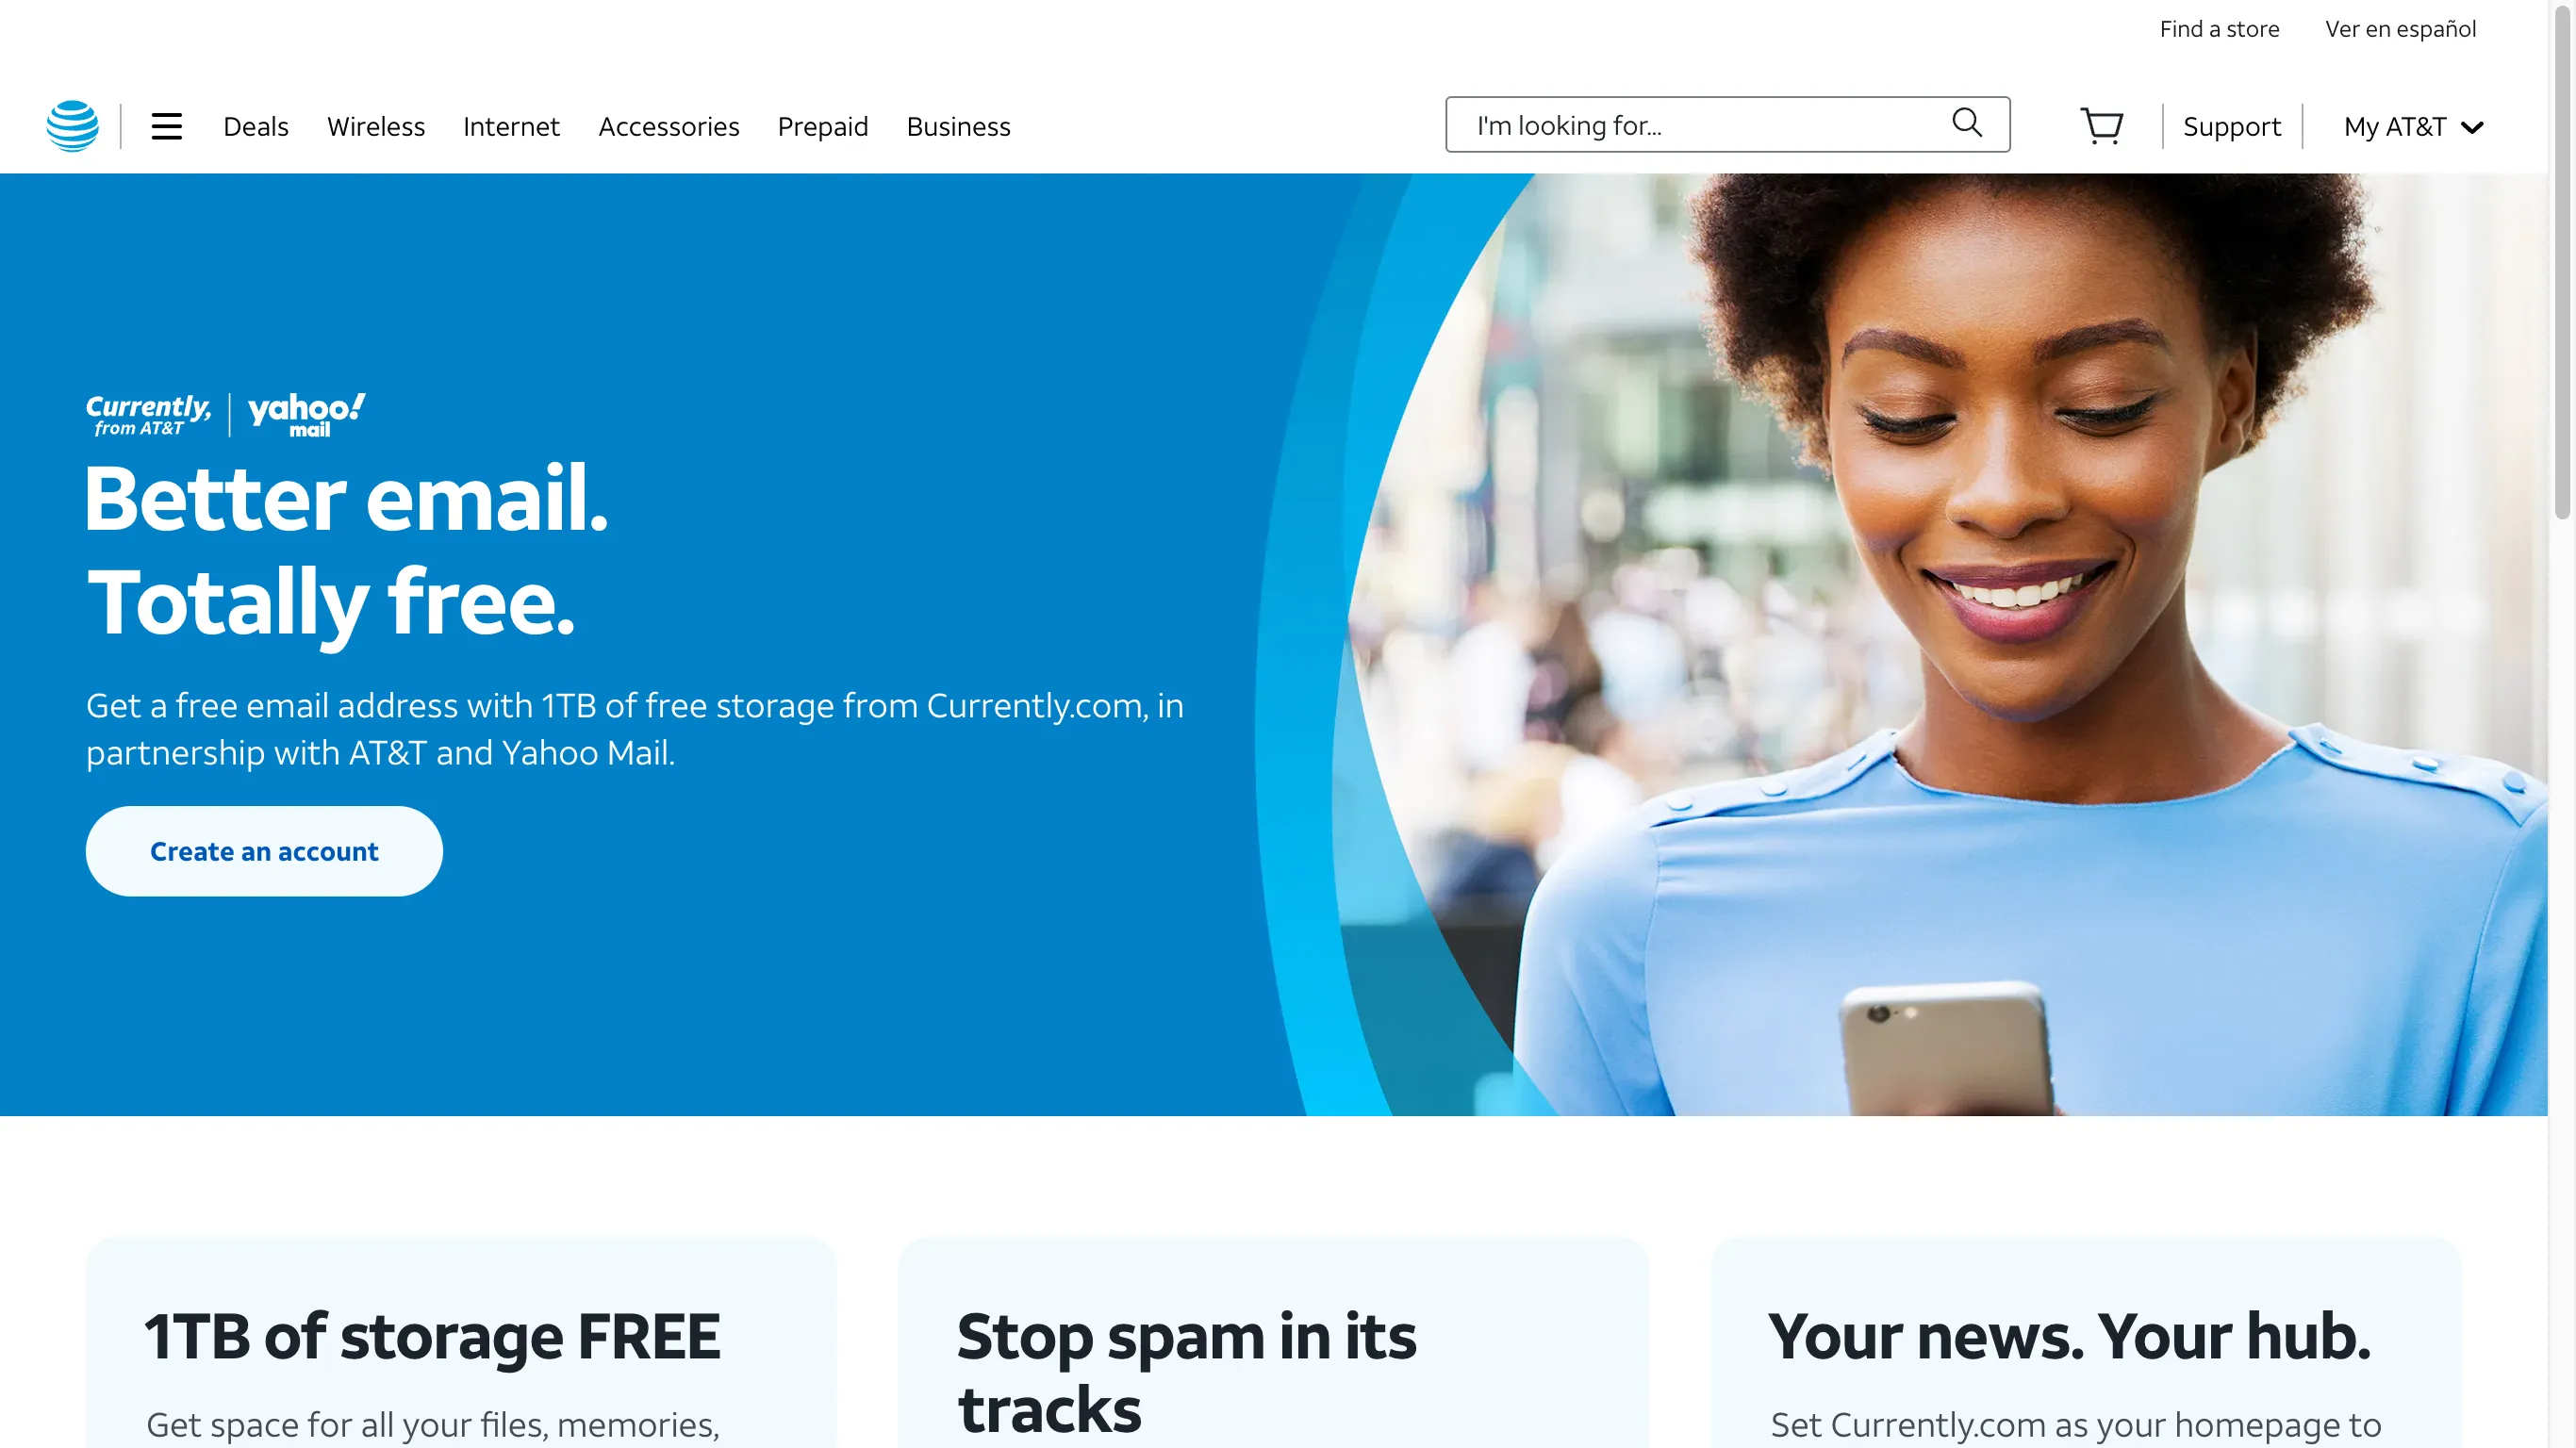 Find a store
Ver en español
Deals
Wireless
Internet
Accessories
Prepaid
Business
I'm looking for...
Support
My AT&T
Currently,
from AT&T
yahoo!
mail
Better email.
Totally free.
Get a free email address with 1TB of free storage from Currently.com, in
partnership with AT&T and Yahoo Mail.
Create an account
1TB of storage FREE
Get space for all your files, memories,
Stop spam in its
tracks
Your news. Your hub.
Set Currently.com as your homepage to